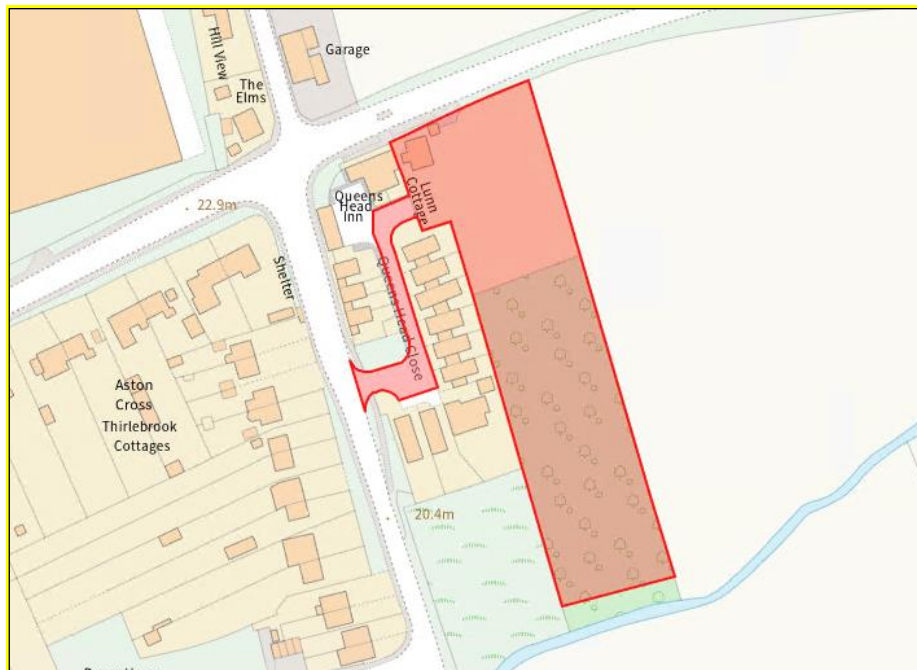 Hill View
The
Elms
Garage
Queens
Head
Inn
Lunn
Cottage
22.9m
Shelter
Queens Head Close
Aston
Cross
Thirlebrook
Cottages
20.4m